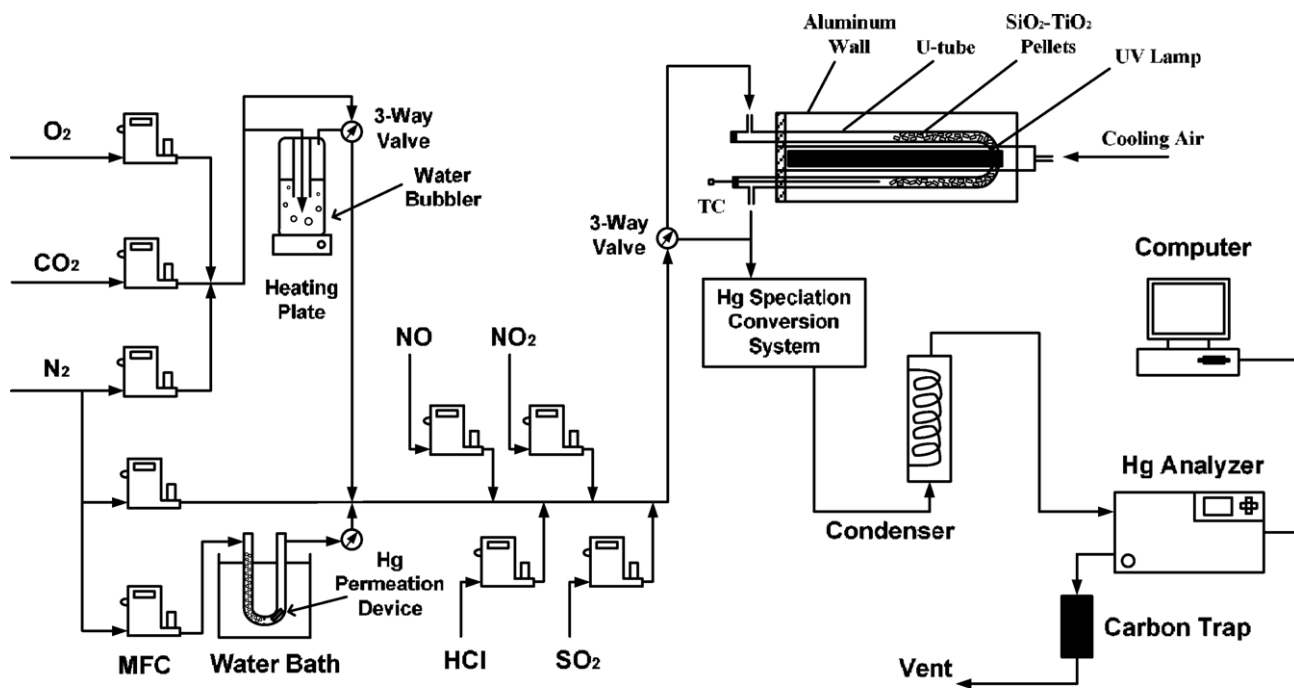 Aluminum
Wall
U-tube
SiO₂-TiO₂
Pellets
UV Lamp
Cooling Air
TC
O₂
3-Way
Valve
Water
Bubbler
CO₂
Heating
Plate
N₂
3-Way
Valve
Hg Speciation
Conversion
System
Computer
NO
NO₂
Condenser
Hg Analyzer
Hg
Permeation
Device
MFC
Water Bath
HCl
SO₂
Carbon Trap
Vent